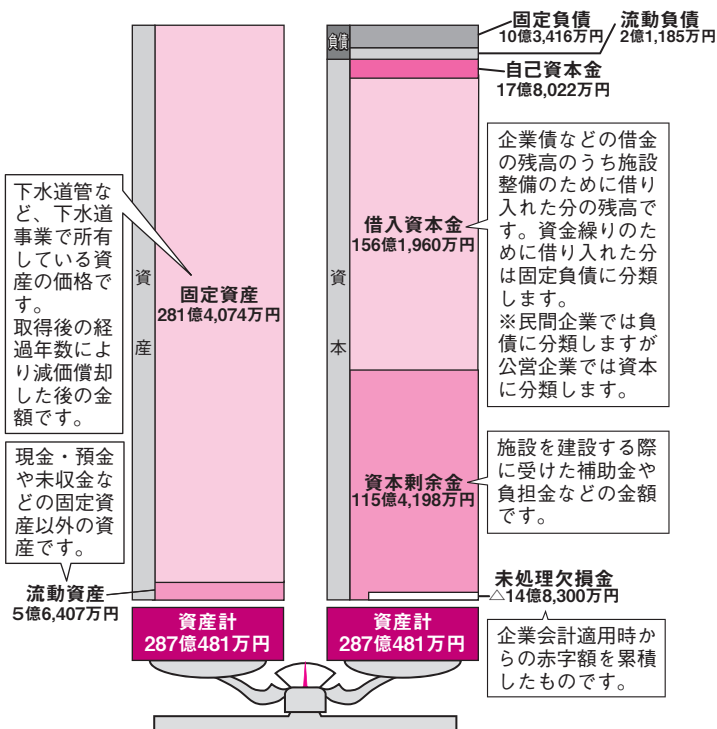 固定負債
10億3,416万円
流動負債
2億1,185万円
負債
自己資本金
17億8,022万円
企業債などの借金
の残高のうち施設
整備のために借り
入れた分の残高で
す。資金繰りのた
めに借り入れた分
は固定負債に分類
します。
※民間企業では負
債に分類しますが
公営企業では資本
に分類します。
下水道管な
ど、下水道
事業で所有
している資
産の価格で
す。
取得後の経
過年数によ
り減価償却
した後の金
額です。
資産
固定資産
281億4,074万円
借入資本金
156億1,960万円
資本
現金・預金
や未収金な
どの固定資
産以外の資
産です。
資本剰余金
115億4,198万円
施設を建設する際
に受けた補助金や
負担金などの金額
です。
流動資産
5億6,407万円
未処理欠損金
△14億8,300万円
資産計
287億481万円
資産計
287億481万円
企業会計適用時か
らの赤字額を累積
したものです。